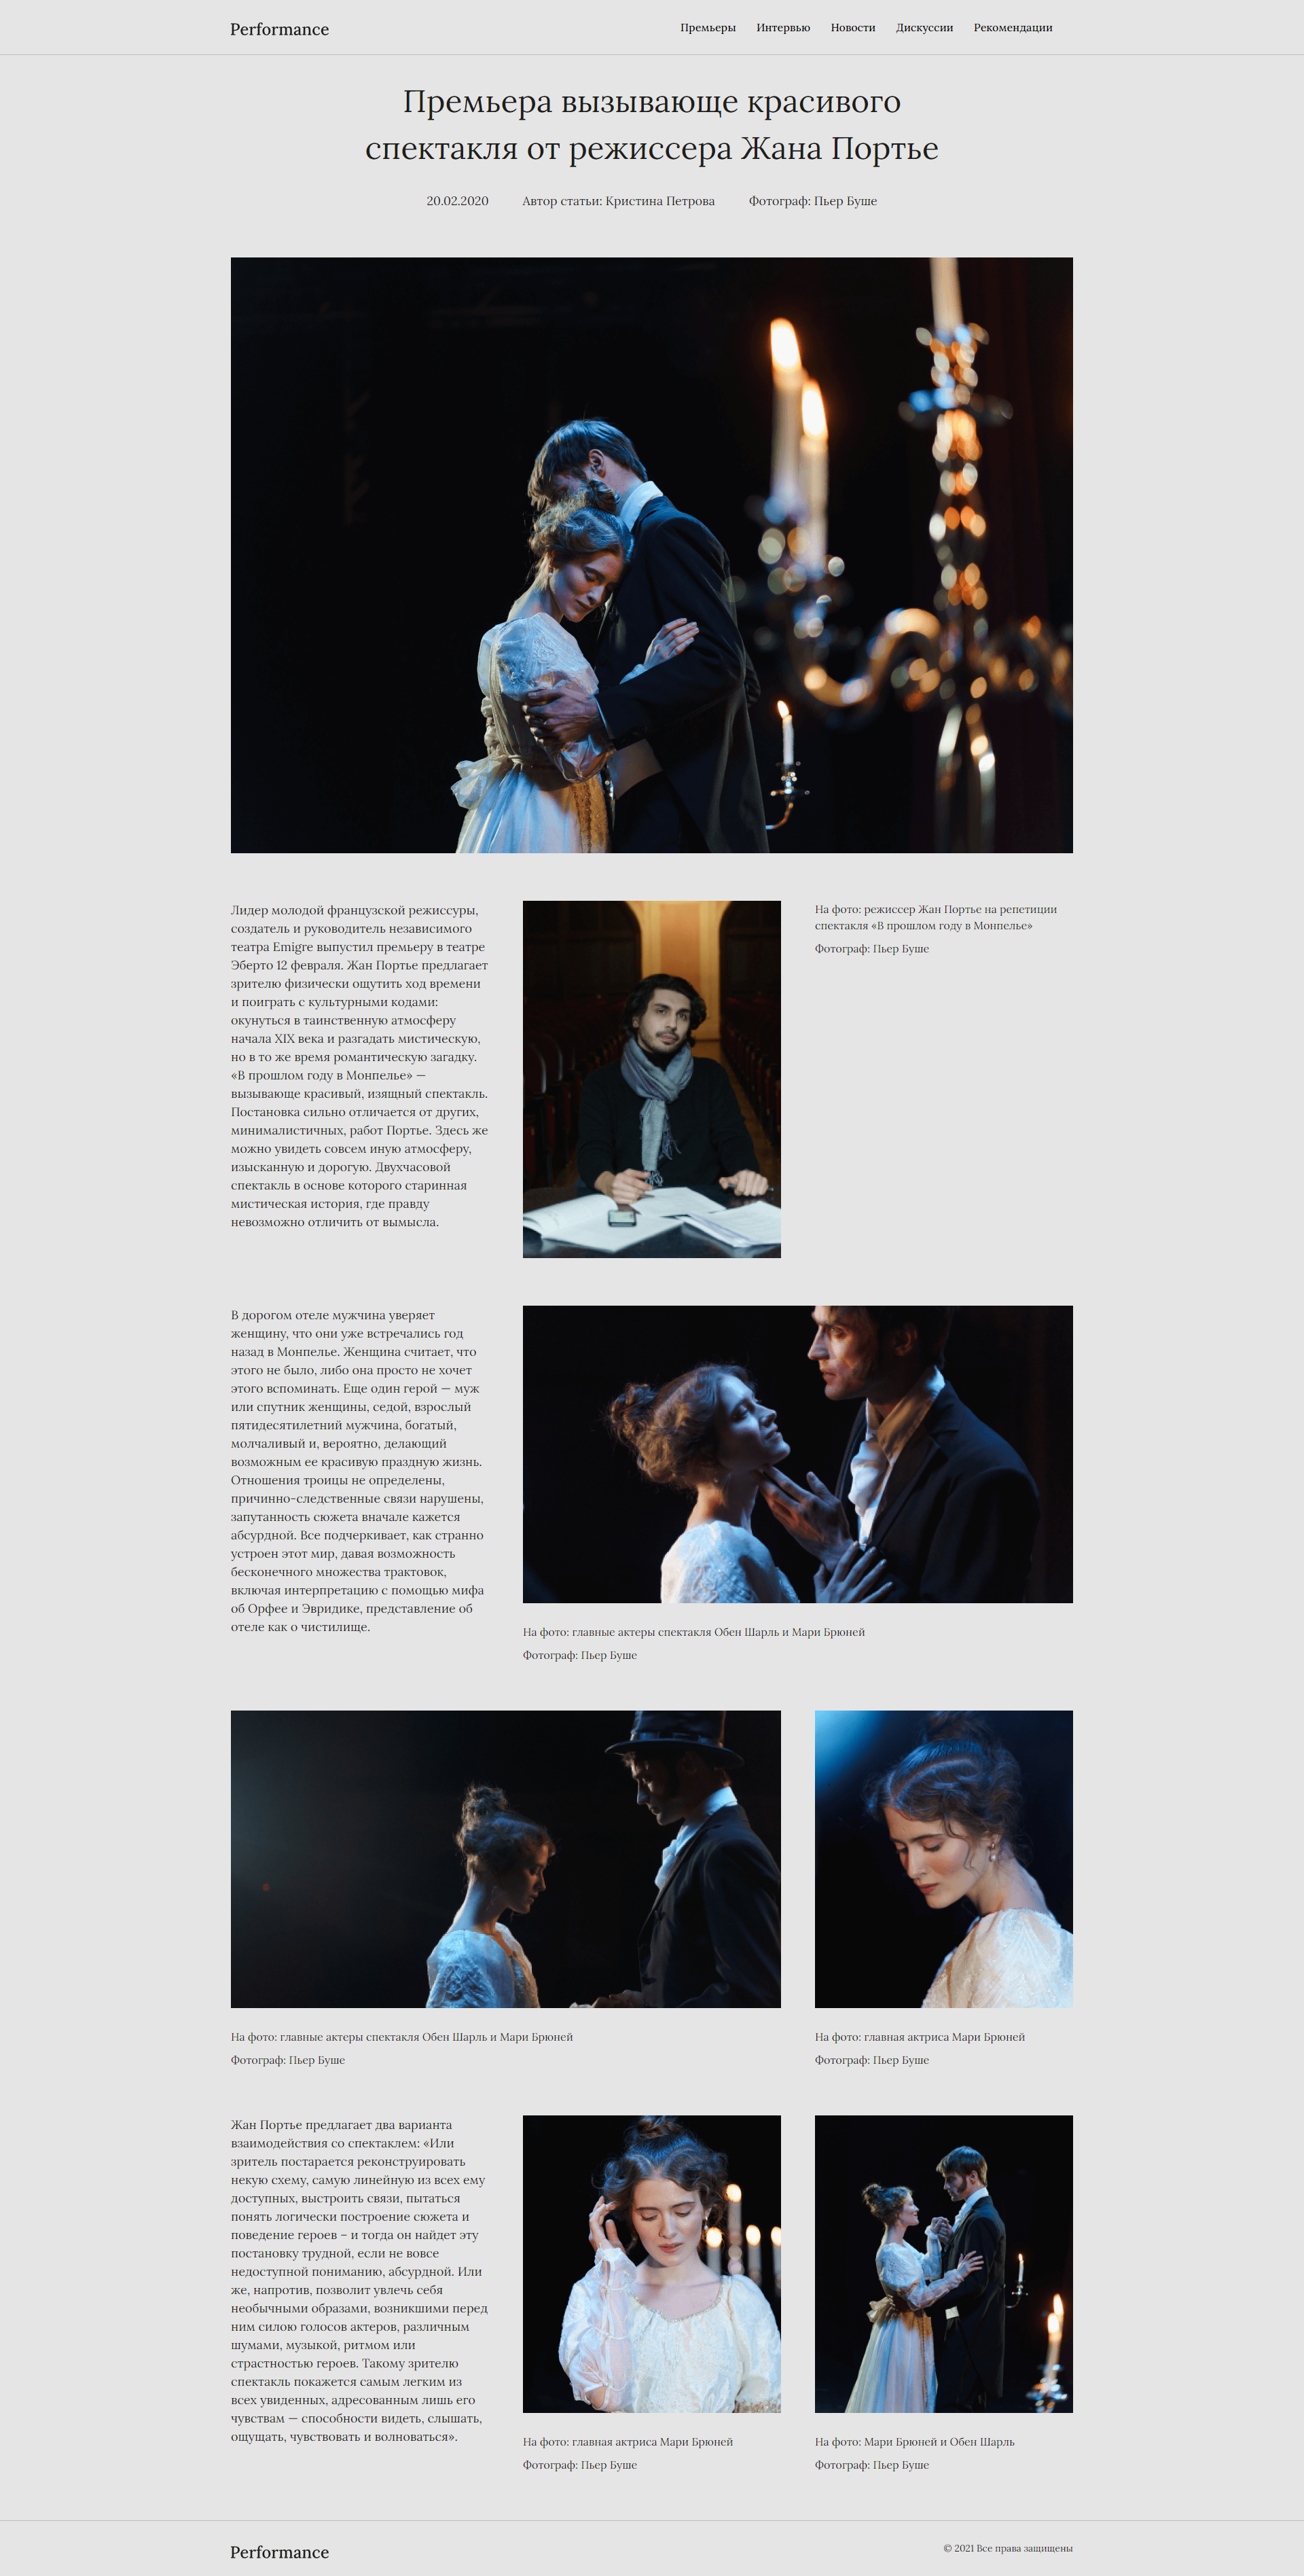 Performance
Премьеры Интервью Новости Дискуссии Рекомендации
Премьера вызывающе красивого
спектакля от режиссера Жана Портье
20.02.2020 Автор статьи: Кристина Петрова Фотограф: Пьер Буше
Лидер молодой французской режиссуры,
создатель и руководитель независимого
театра Emigre выпустил премьеру в театре
Эберто 12 февраля. Жан Портье предлагает
зрителю физически ощутить ход времени
и поиграть с культурными кодами:
окунуться в таинственную атмосферу
начала XIX века и разгадать мистическую,
но в то же время романтическую загадку.
«В прошлом году в Монпелье» —
вызывающе красивый, изящный спектакль.
Постановка сильно отличается от других,
минималистичных, работ Портье. Здесь же
можно увидеть совсем иную атмосферу,
изысканную и дорогую. Двухчасовой
спектакль в основе которого старинная
мистическая история, где правду
невозможно отличить от вымысла.
На фото: режиссер Жан Портье на репетиции
спектакля «В прошлом году в Монпелье»
Фотограф: Пьер Буше
В дорогом отеле мужчина уверяет
женщину, что они уже встречались год
назад в Монпелье. Женщина считает, что
этого не было, либо она просто не хочет
этого вспоминать. Еще один герой — муж
или спутник женщины, седой, взрослый
пятидесятилетний мужчина, богатый,
молчаливый и, вероятно, делающий
возможным ее красивую праздную жизнь.
Отношения троицы не определены,
причинно-следственные связи нарушены,
запутанность сюжета вначале кажется
абсурдной. Все подчеркивает, как странно
устроен этот мир, давая возможность
бесконечного множества трактовок,
включая интерпретацию с помощью мифа
об Орфее и Эвридике, представление об
отеле как о чистилище.
На фото: главные актеры спектакля Обен Шарль и Мари Брюней
Фотограф: Пьер Буше
На фото: главные актеры спектакля Обен Шарль и Мари Брюней
Фотограф: Пьер Буше
На фото: главная актриса Мари Брюней
Фотограф: Пьер Буше
Жан Портье предлагает два варианта
взаимодействия со спектаклем: «Или
зритель постарается реконструировать
некую схему, самую линейную из всех ему
доступных, выстроить связи, пытаться
понять логически построение сюжета и
поведение героев – и тогда он найдет эту
постановку трудной, если не вовсе
недоступной пониманию, абсурдной. Или
же, напротив, позволит увлечь себя
необычными образами, возникшими перед
ним силою голосов актеров, различным
шумами, музыкой, ритмом или
страстностью героев. Такому зрителю
спектакль покажется самым легким из
всех увиденных, адресованным лишь его
чувствам — способности видеть, слышать,
ощущать, чувствовать и волноваться».
На фото: главная актриса Мари Брюней
Фотограф: Пьер Буше
На фото: Мари Брюней и Обен Шарль
Фотограф: Пьер Буше
Performance
© 2021 Все права защищены